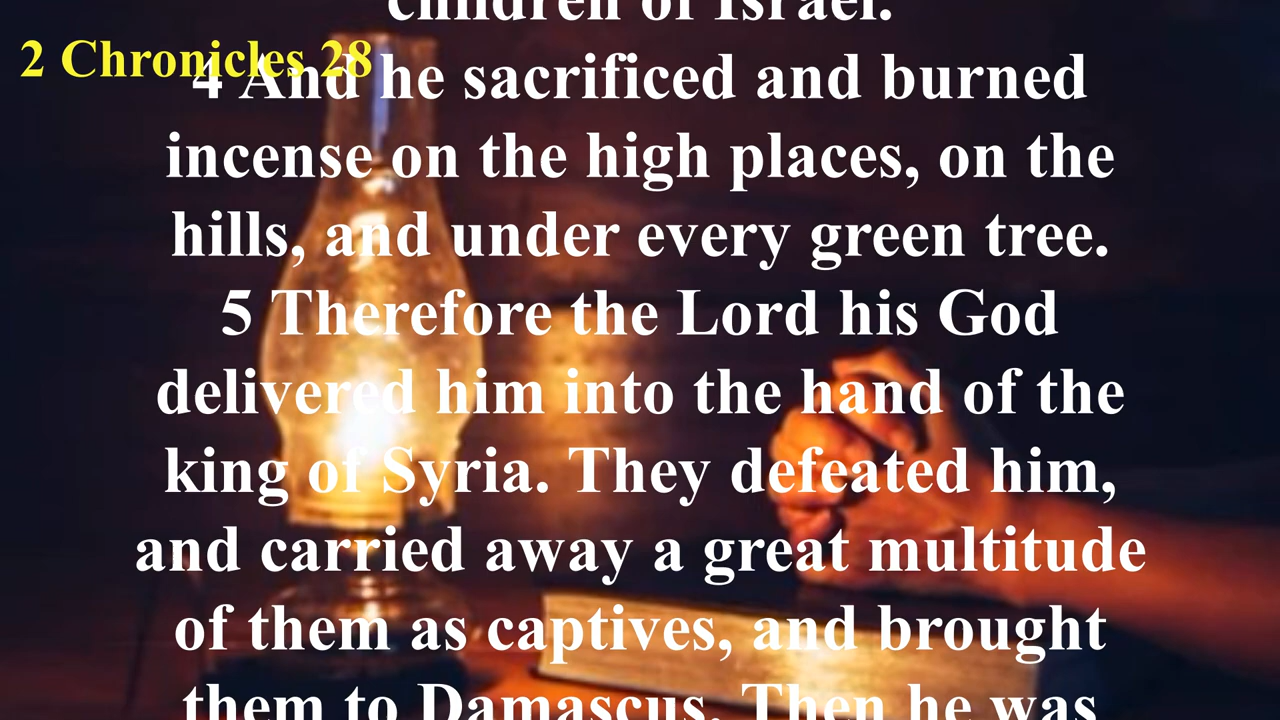 children of Israel.
2 Chronicles 28
4 And he sacrificed and burned
incense on the high places, on the
hills, and under every green tree.
5 Therefore the Lord his God
delivered him into the hand of the
king of Syria. They defeated him,
and carried away a great multitude
of them as captives, and brought
them to Damascus. Then he was